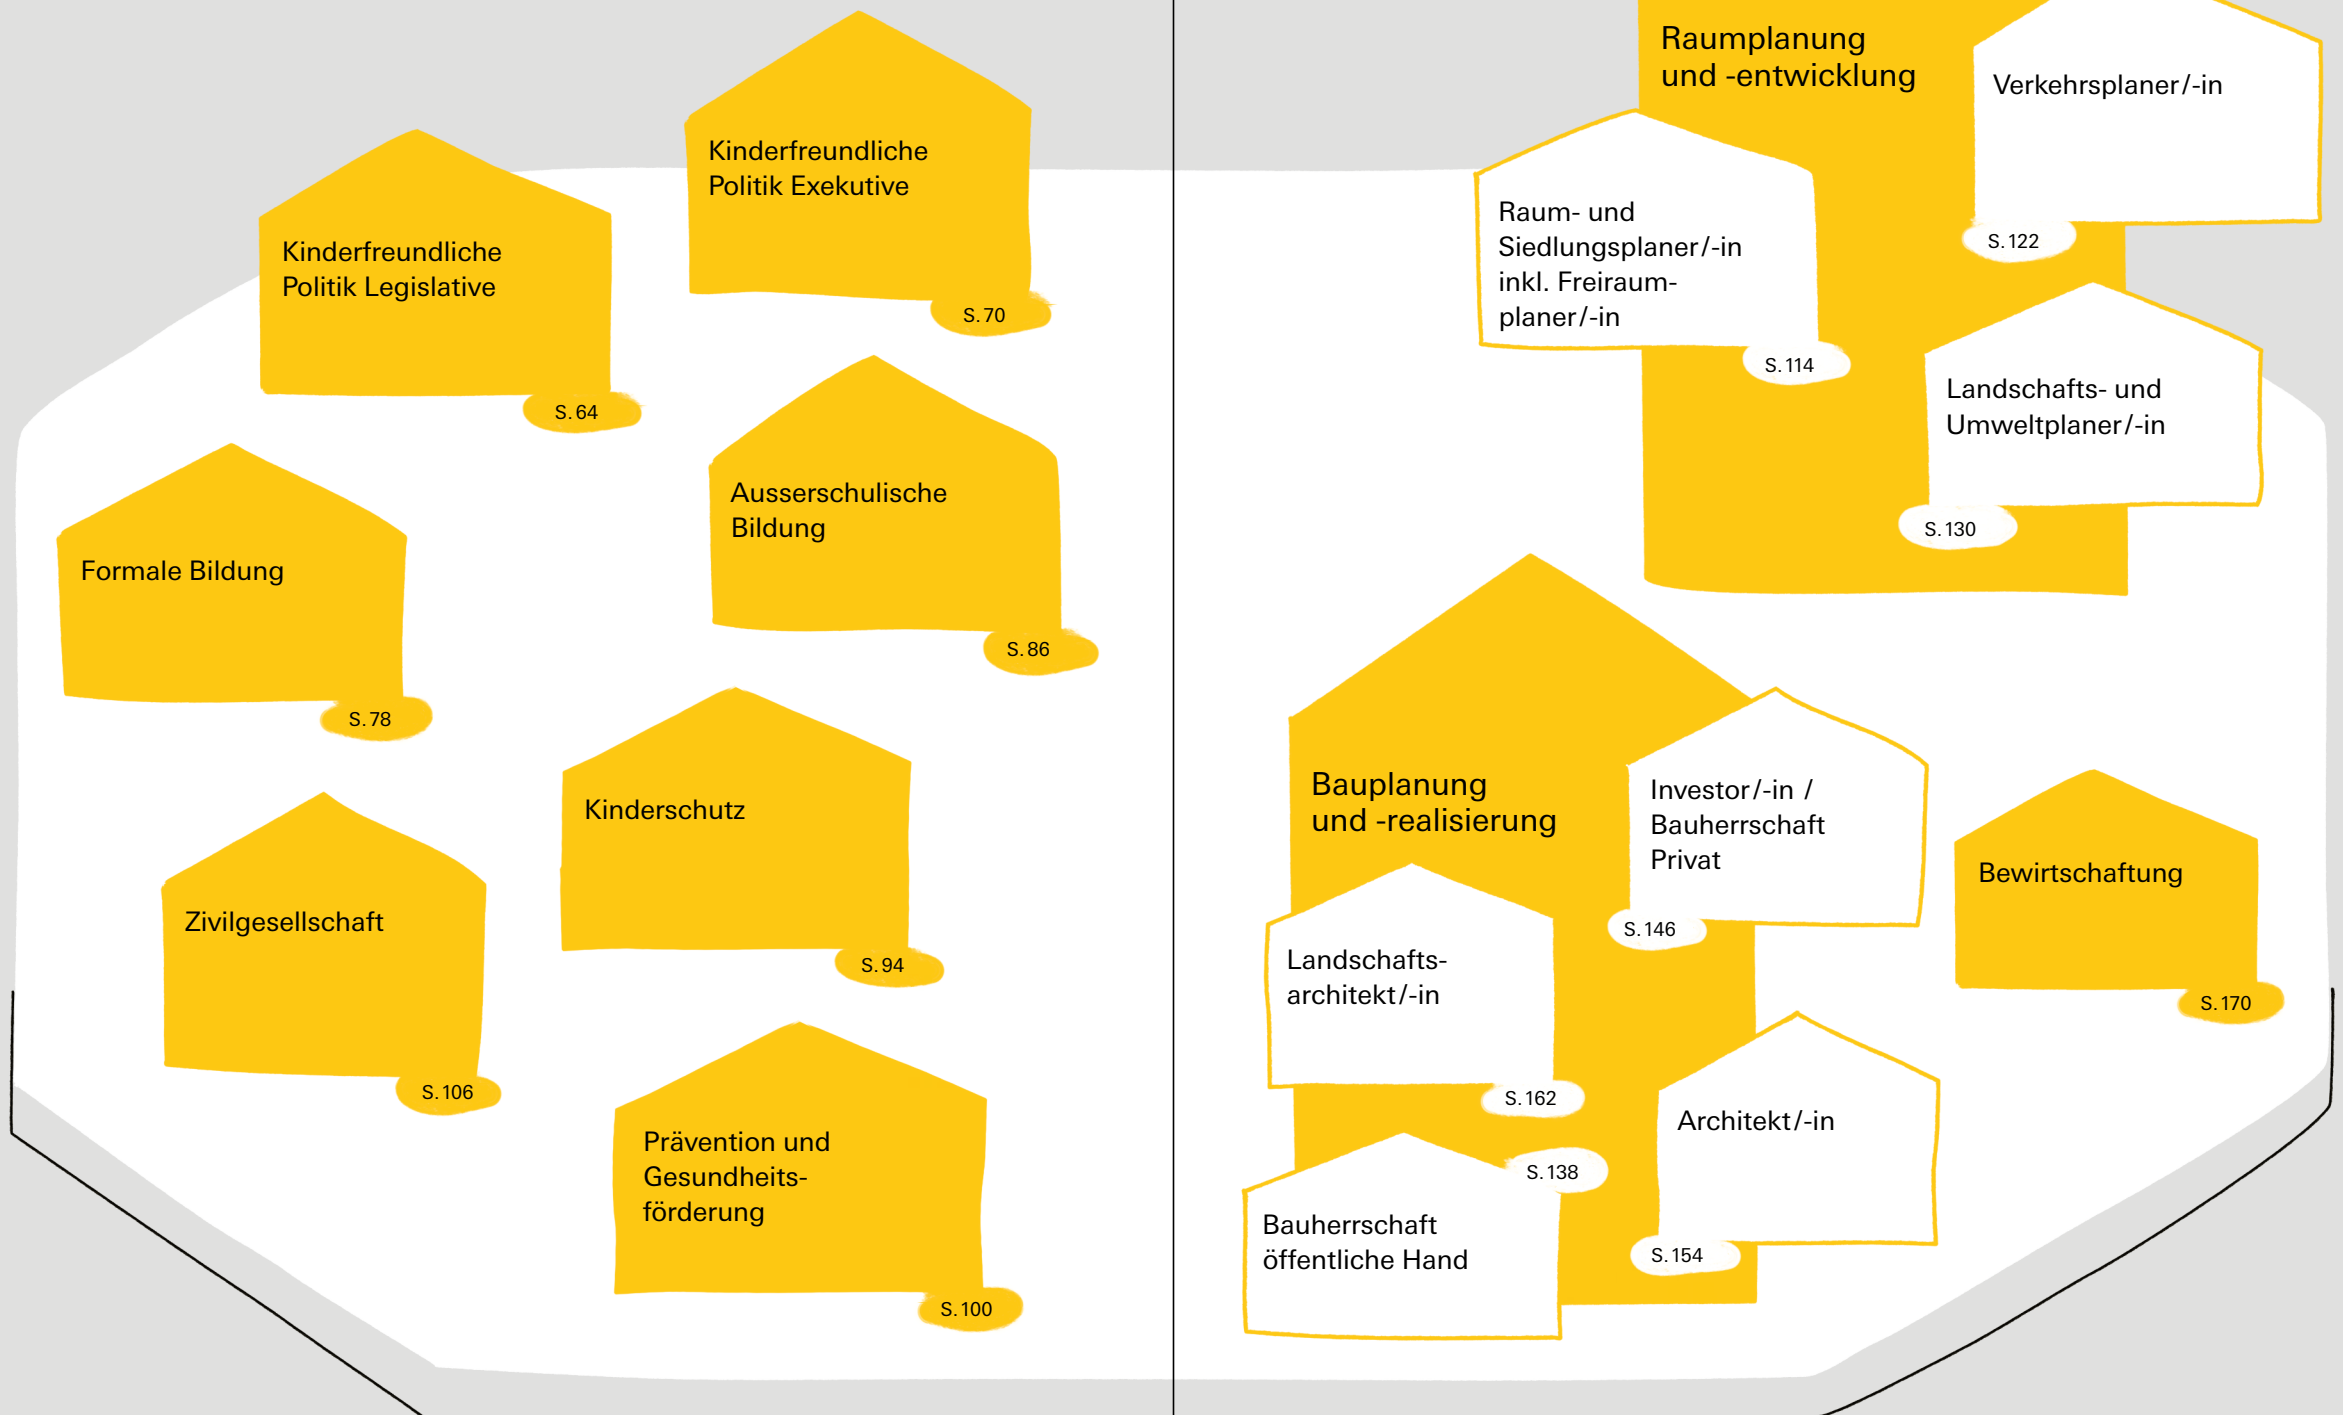 Kinderfreundliche
Politik Exekutive
S. 70
Kinderfreundliche
Politik Legislative
S. 64
Ausserschulische
Bildung
S. 86
Formale Bildung
S. 78
Kinderschutz
S. 94
Zivilgesellschaft
S. 106
Prävention und
Gesundheits-
förderung
S. 100
Raumplanung
und -entwicklung
Verkehrsplaner/-in
S. 122
Raum- und
Siedlungsplaner/-in
inkl. Freiraum-
planer/-in
S. 114
Landschafts- und
Umweltplaner/-in
S. 130
Bauplanung
und -realisierung
Investor/-in /
Bauherrschaft
Privat
S. 146
Bewirtschaftung
S. 170
Landschafts-
architekt/-in
S. 162
Architekt/-in
S. 154
S. 138
Bauherrschaft
öffentliche Hand